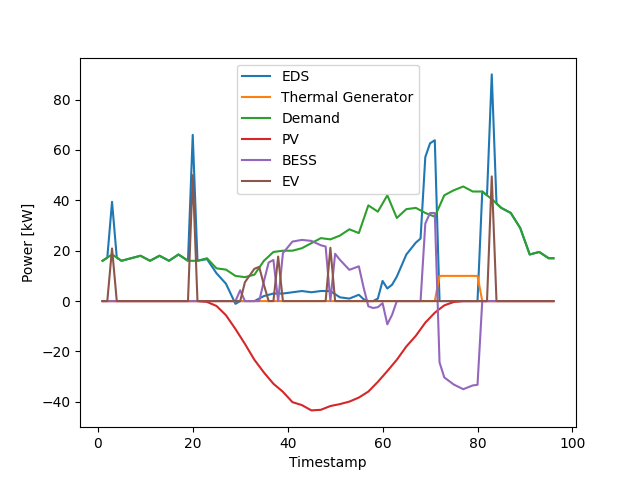 EDS
Thermal Generator
Demand
PV
BESS
EV
Power [kW]
80
60
40
20
0
−20
−40
0 20 40 60 80 100
Timestamp